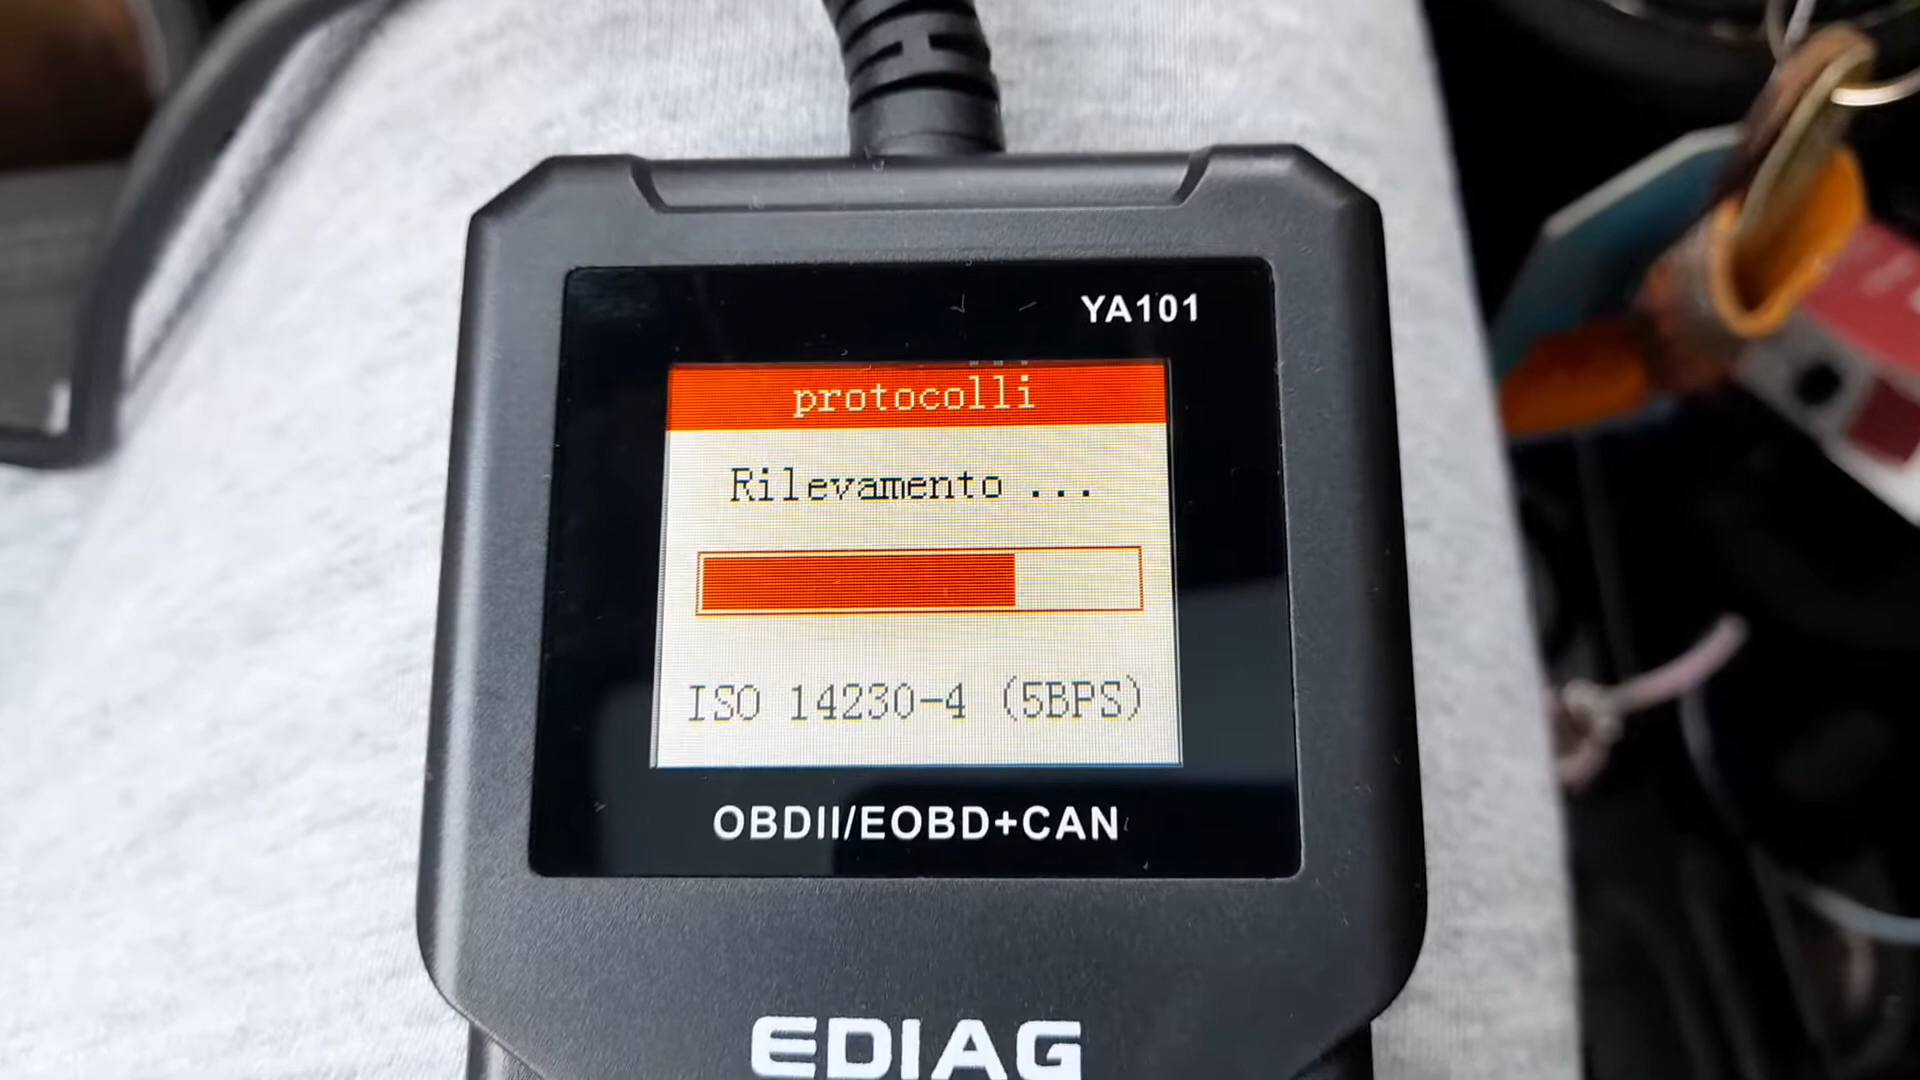 YA101
protocolli
Rilevamento ...
ISO 14230-4 (5BPS)
OBDII/EOBD+CAN
EDIAG